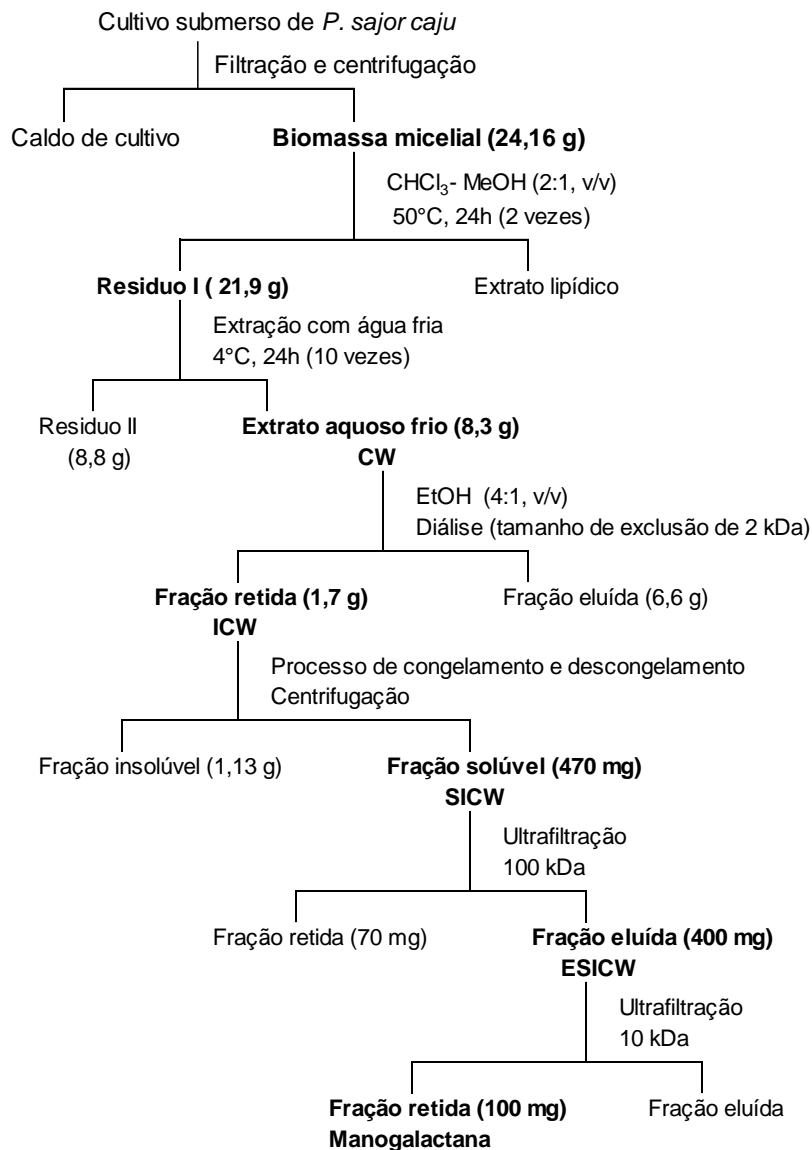 Cultivo submerso de P. sajor caju
Filtração e centrifugação
Caldo de cultivo
Biomassa micelial (24,16 g)
CHCl3- MeOH (2:1, v/v)
50°C, 24h (2 vezes)
Residuo I ( 21,9 g)
Extrato lipídico
Extração com água fria
4°C, 24h (10 vezes)
Residuo II
(8,8 g)
Extrato aquoso frio (8,3 g)
CW
EtOH (4:1, v/v)
Diálise (tamanho de exclusão de 2 kDa)
Fração retida (1,7 g)
ICW
Fração eluída (6,6 g)
Processo de congelamento e descongelamento
Centrifugação
Fração insolúvel (1,13 g)
Fração solúvel (470 mg)
SICW
Ultrafiltração
100 kDa
Fração retida (70 mg)
Fração eluída (400 mg)
ESICW
Ultrafiltração
10 kDa
Fração retida (100 mg)
Manogalactana
Fração eluída